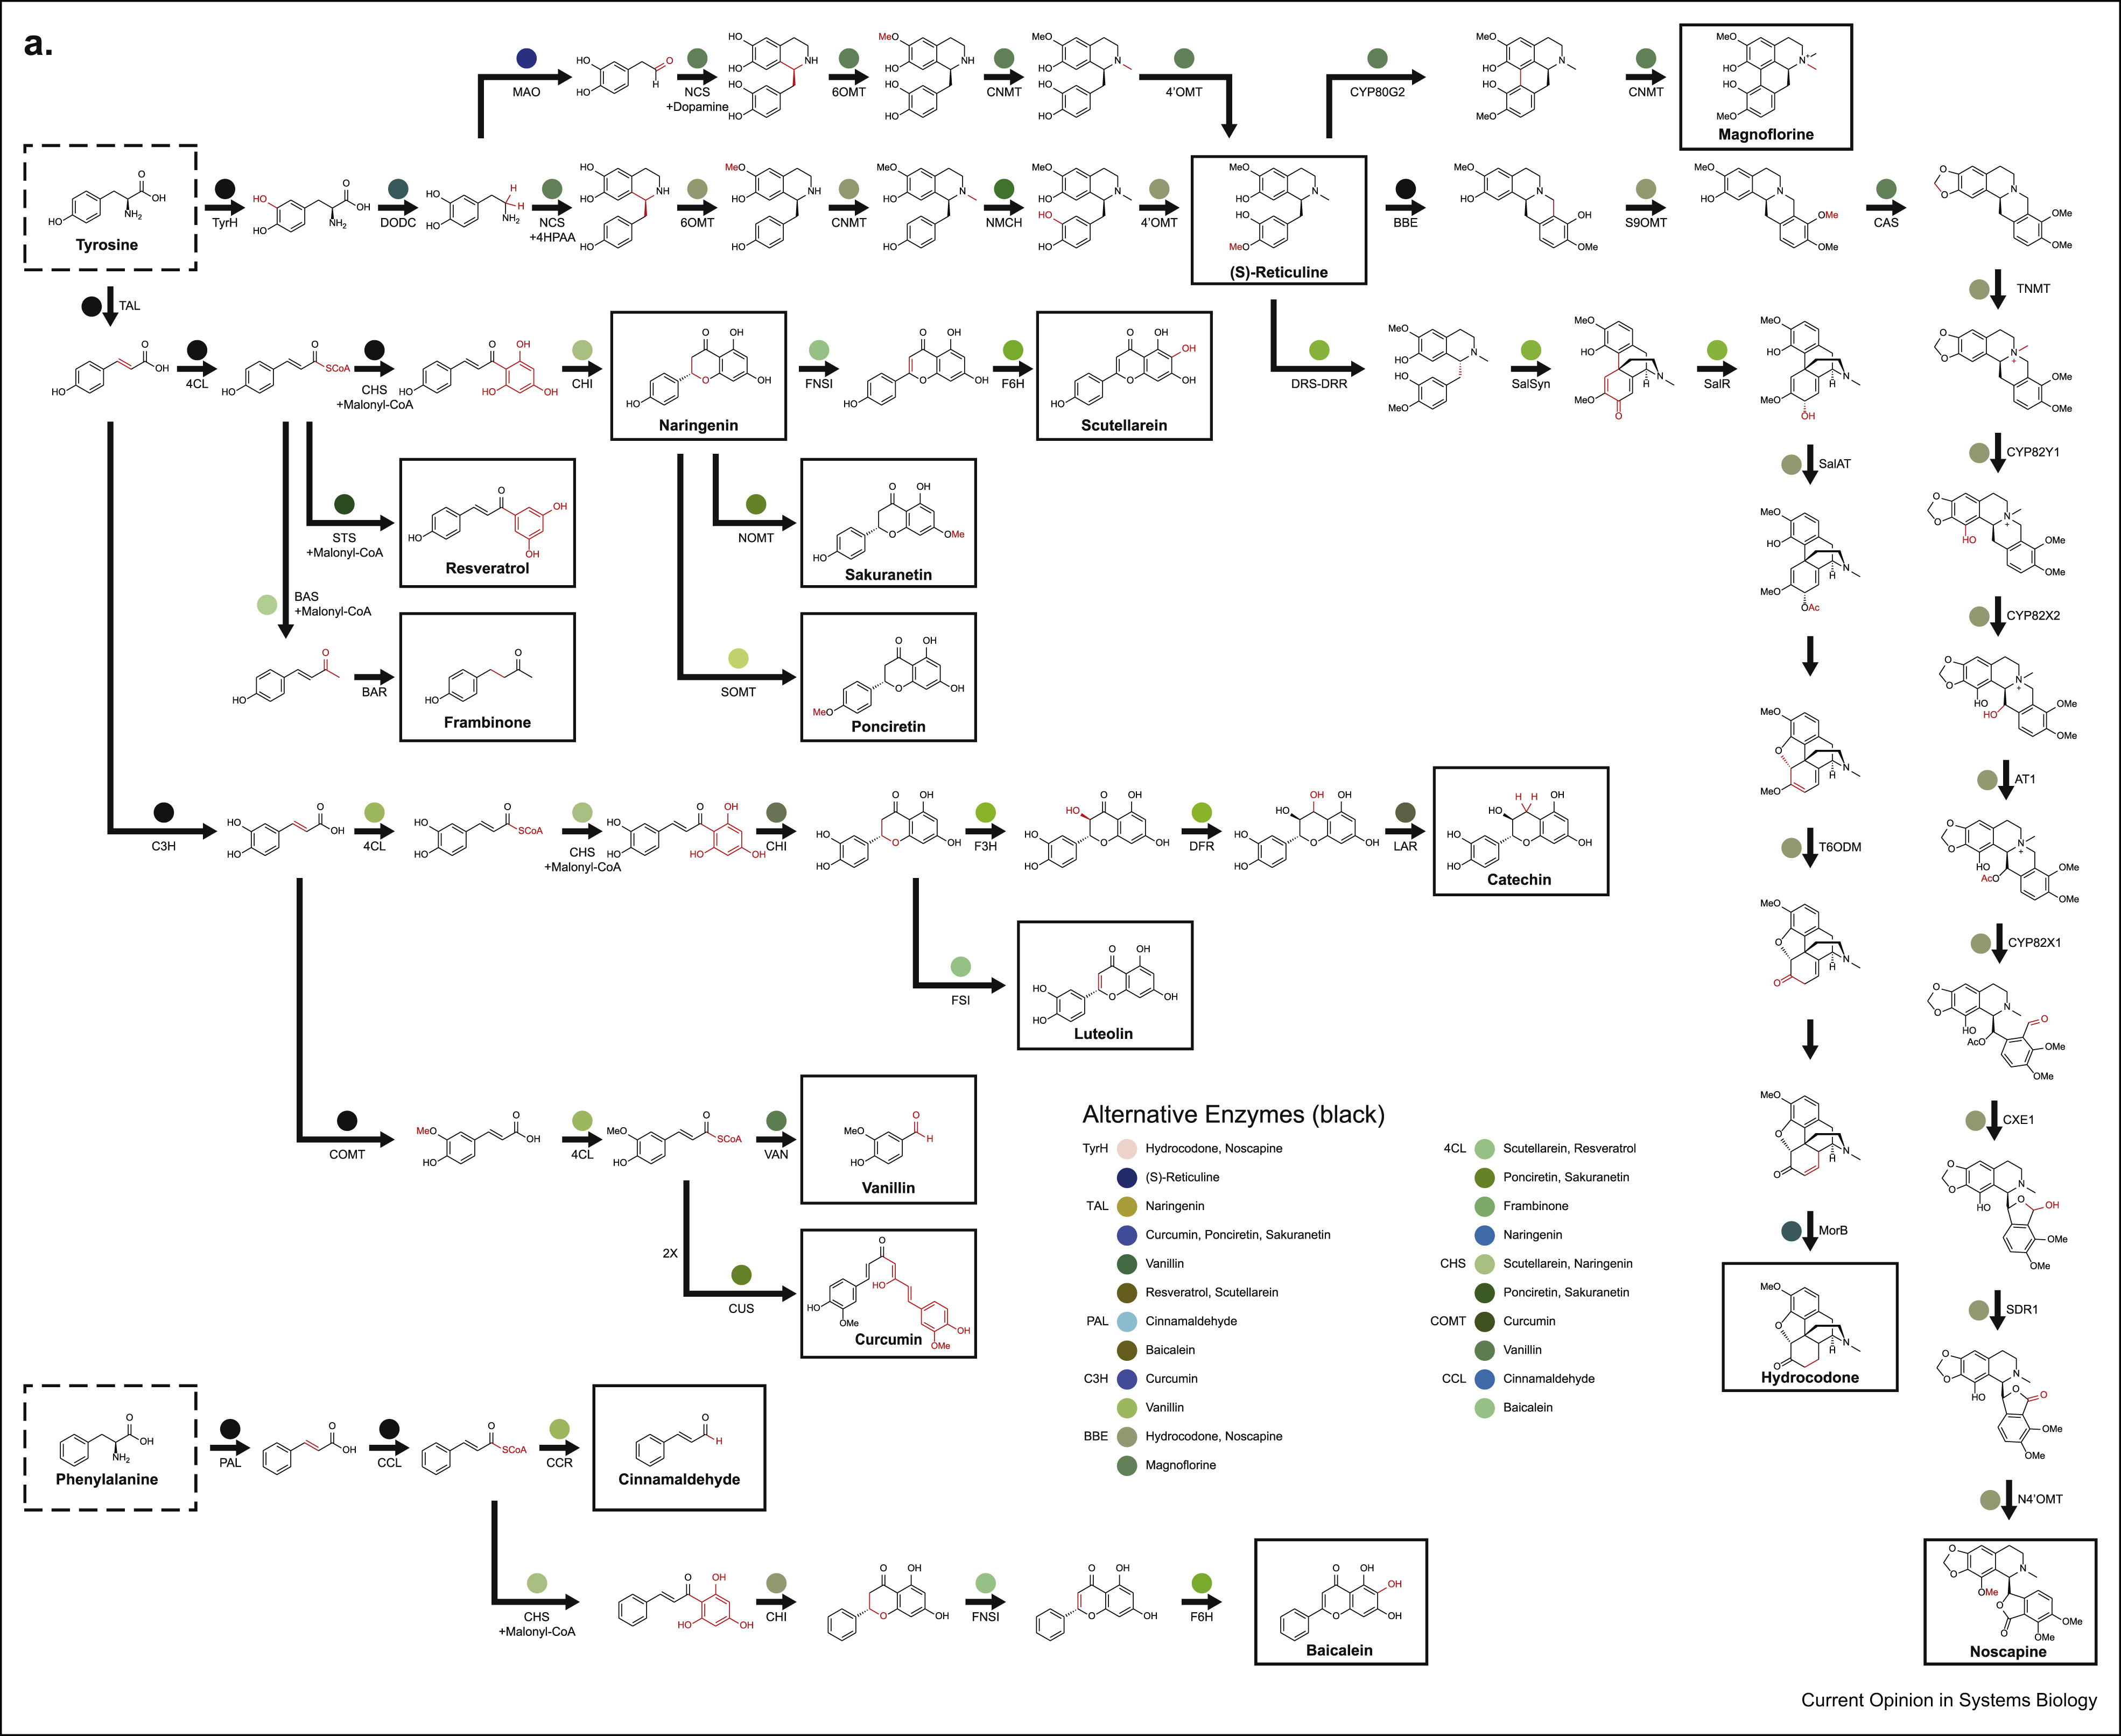 a.
MAO
NCS
+Dopamine
6OMT
CNMT
4'OMT
CYP80G2
CNMT
Magnoflorine
Tyrosine
TyrH
DODC
NCS
+4HPAA
6OMT
CNMT
NMCH
4'OMT
(S)-Reticuline
BBE
S9OMT
CAS
TNMT
TAL
4CL
CHS
+Malonyl-CoA
CHI
Naringenin
FNSI
F6H
Scutellarein
DRS-DRR
SalSyn
SalR
SalAT
CYP82Y1
STS
+Malonyl-CoA
Resveratrol
NOMT
Sakuranetin
BAS
+Malonyl-CoA
BAR
Frambinone
SOMT
Ponciretin
CYP82X2
AT1
C3H
4CL
CHS
+Malonyl-CoA
CHI
F3H
DFR
LAR
Catechin
T6ODM
CYP82X1
FSI
Luteolin
COMT
4CL
VAN
Vanillin
2X
CUS
Curcumin
CXE1
MorB
Hydrocodone
SDR1
N4'OMT
Noscapine
Alternative Enzymes (black)
TyrH Hydrocodone, Noscapine
(S)-Reticuline
TAL Naringenin
Curcumin, Ponciretin, Sakuranetin
Vanillin
Resveratrol, Scutellarein
PAL Cinnamaldehyde
Baicalein
C3H Curcumin
Vanillin
BBE Hydrocodone, Noscapine
Magnoflorine
4CL Scutellarein, Resveratrol
Ponciretin, Sakuranetin
Frambinone
Naringenin
CHS Scutellarein, Naringenin
Ponciretin, Sakuranetin
COMT Curcumin
Vanillin
CCL Cinnamaldehyde
Baicalein
Phenylalanine
PAL
CCL
CCR
Cinnamaldehyde
CHS
+Malonyl-CoA
CHI
FNSI
F6H
Baicalein
Current Opinion in Systems Biology